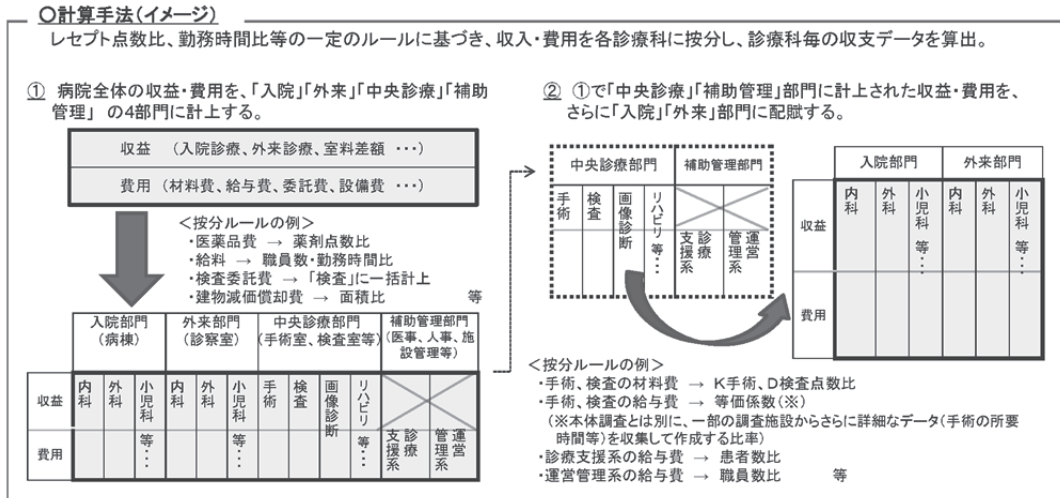 〇計算手法(イメージ)
レセプト点数比、勤務時間比等の一定のルールに基づき、収入・費用を各診療科に按分し、診療科毎の収支データを算出。
① 病院全体の収益・費用を、「入院」「外来」「中央診療」「補助
管理」 の4部門に計上する。
収益 (入院診療、外来診療、室料差額 ・・・)
費用 (材料費、給与費、委託費、設備費 ・・・)
<按分ルールの例>
・医薬品費 → 薬剤点数比
・給料 → 職員数・勤務時間比
・検査委託費 → 「検査」に一括計上
・建物減価償却費 → 面積比 等
入院部門
(病棟)
外来部門
(診察室)
中央診療部門
(手術室、検査室等)
補助管理部門
(医事、人事、施
設管理等)
収益
費用
内科
外科
小児科 等・・・
内科
外科
小児科 等・・・
手術
検査
画像診断
リハビリ 等・・・
診療
支援系
運営
管理系
② ①で「中央診療」「補助管理」部門に計上された収益・費用を、
さらに「入院」「外来」部門に配賦する。
中央診療部門
補助管理部門
手術
検査
画像診断
リハビリ 等・・・
診療
支援系
運営
管理系
入院部門
外来部門
収益
費用
内科
外科
小児科 等・・・
内科
外科
小児科 等・・・
<按分ルールの例>
・手術、検査の材料費 → K手術、D検査点数比
・手術、検査の給与費 → 等価係数(※)
(※本体調査とは別に、一部の調査施設からさらに詳細なデータ(手術の所要
時間等)を収集して作成する比率)
・診療支援系の給与費 → 患者数比
・運営管理系の給与費 → 職員数比 等